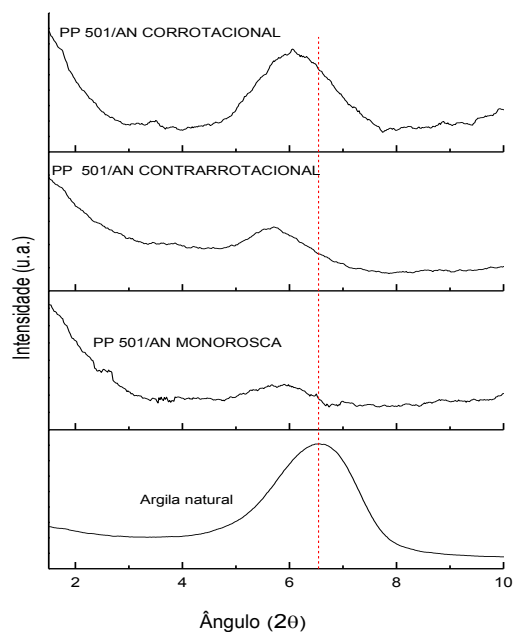 PP 501/AN CORROTACIONAL
PP 501/AN CONTRARROTACIONAL
PP 501/AN MONOROSCA
Argila natural
Intensidade (u.a.)
2 4 6 8 10
Ângulo (2θ)